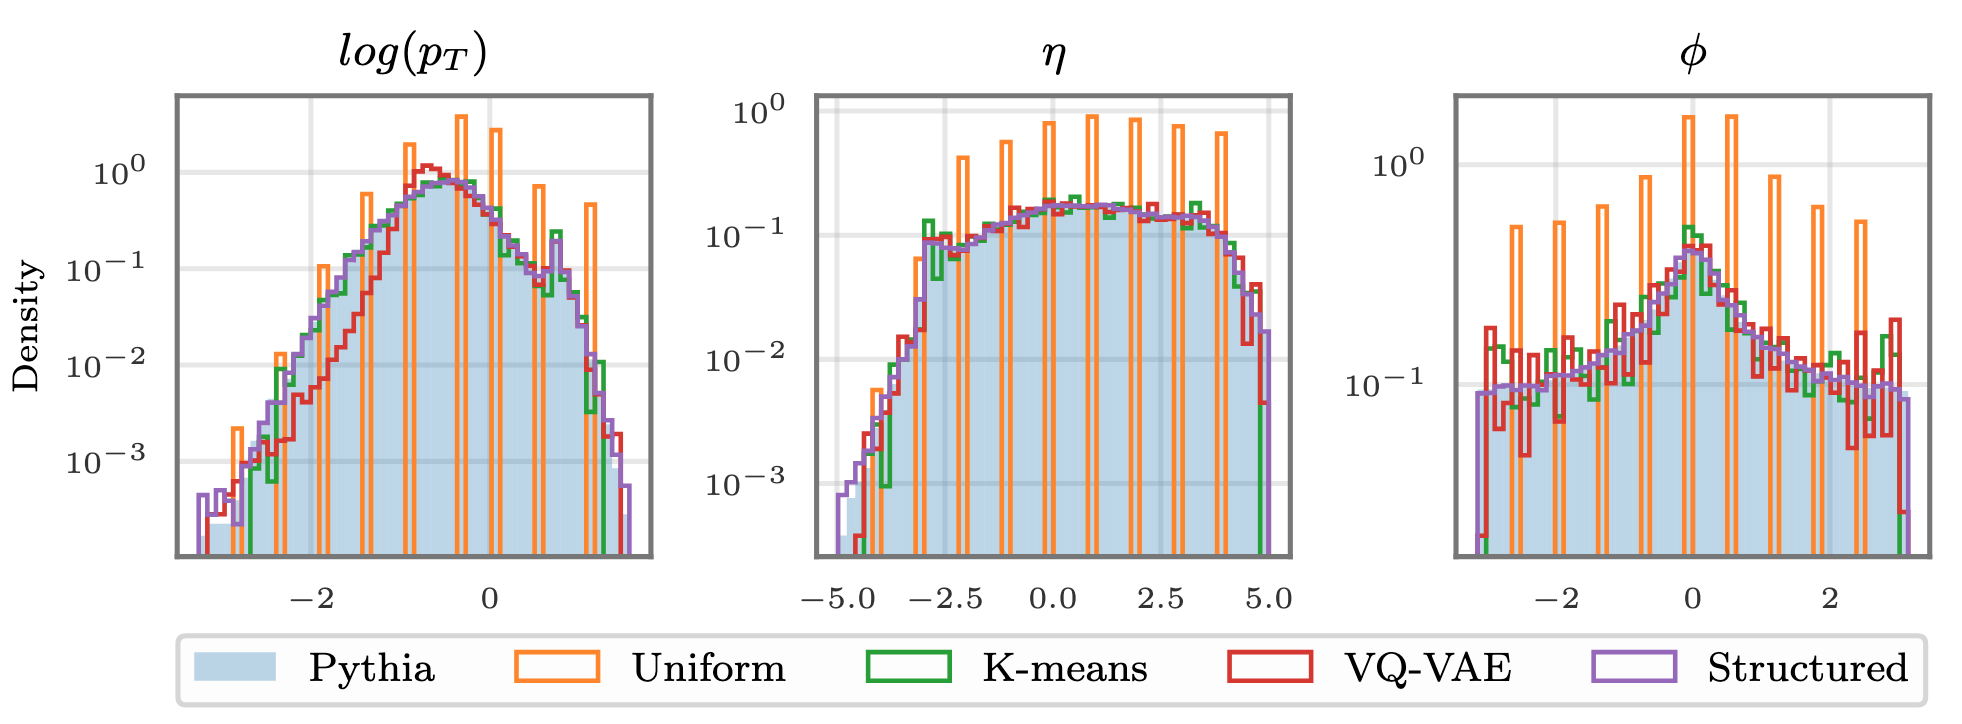 log(p_T) η φ
Density
10^0 10^-1 10^-2 10^-3
10^0 10^-1 10^-2 10^-3
10^0 10^-1
−2 0
−5.0 −2.5 0.0 2.5 5.0
−2 0 2
Pythia Uniform K-means VQ-VAE Structured